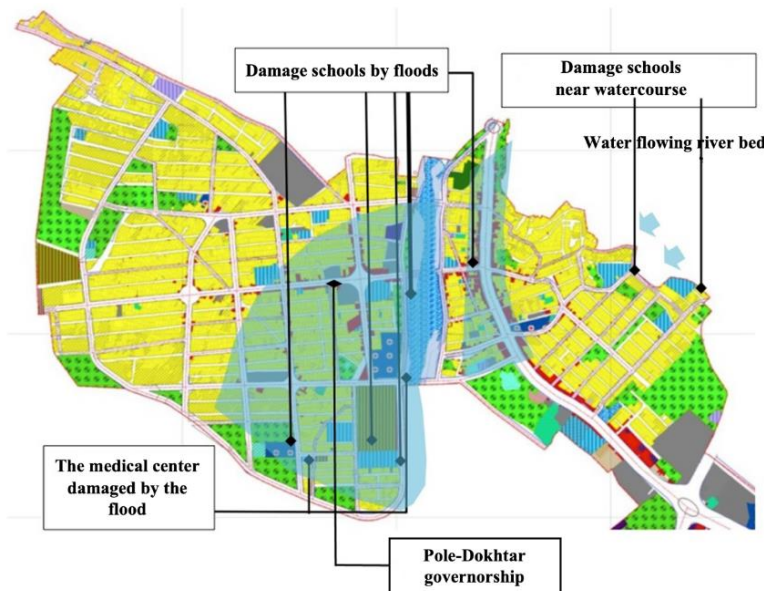 Damage schools by floods
Damage schools
near watercourse
Water flowing river bed
The medical center
damaged by the
flood
Pole-Dokhtar
governorship